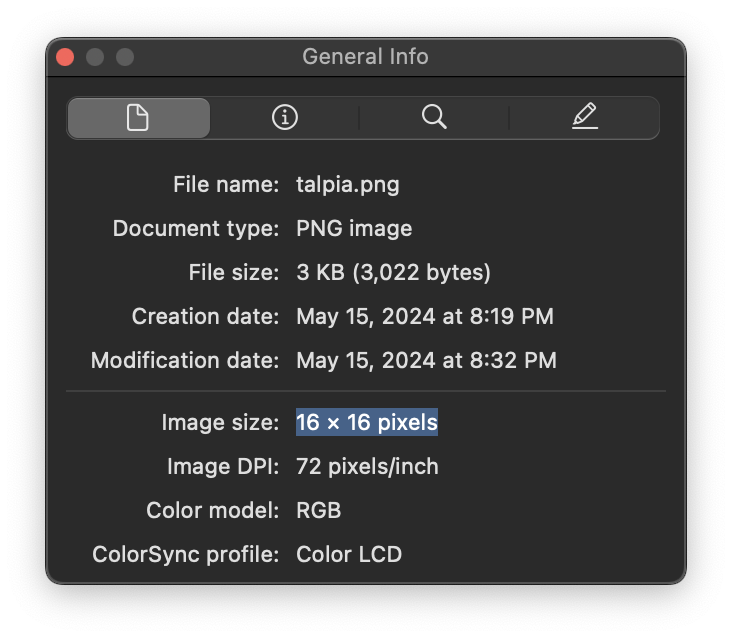 General Info
File name: talpia.png
Document type: PNG image
File size: 3 KB (3,022 bytes)
Creation date: May 15, 2024 at 8:19 PM
Modification date: May 15, 2024 at 8:32 PM
Image size: 16 × 16 pixels
Image DPI: 72 pixels/inch
Color model: RGB
ColorSync profile: Color LCD